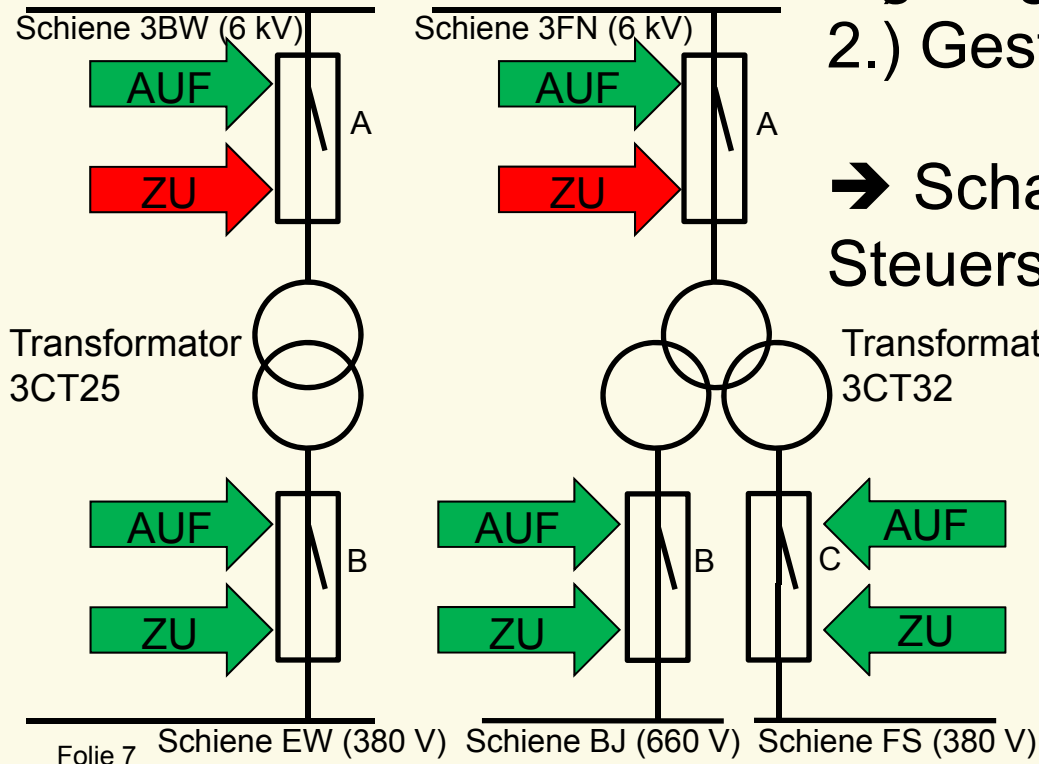 Schiene 3BW (6 kV)
Schiene 3FN (6 kV)
2.) Gest
AUF
A
ZU
AUF
A
ZU
➔ Scha
Steuers
Transformator
3CT25
Transformat
3CT32
AUF
B
ZU
AUF
B
ZU
C
AUF
ZU
Schiene EW (380 V)
Schiene BJ (660 V)
Schiene FS (380 V)
Folie 7